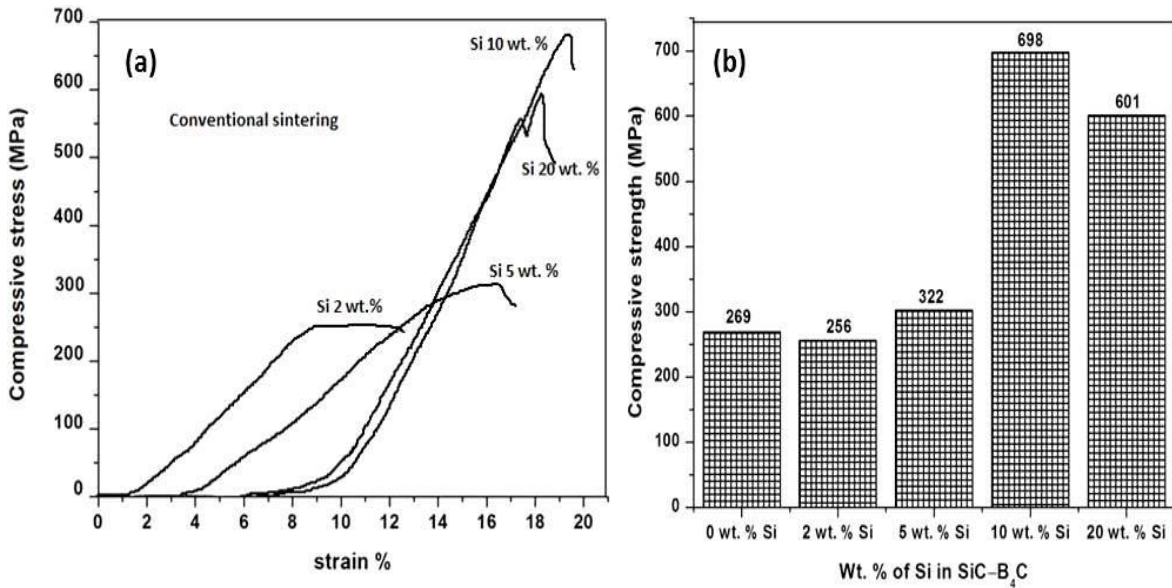 (a)
Conventional sintering
Si 10 wt. %
Si 20 wt. %
Si 5 wt. %
Si 2 wt.%
Compressive stress (MPa)
700
600
500
400
300
200
100
0
0 2 4 6 8 10 12 14 16 18 20
strain %
(b)
698
601
322
269
256
Compressive strength (MPa)
700
600
500
400
300
200
100
0
0 wt. % Si 2 wt. % Si 5 wt. % Si 10 wt. % Si 20 wt. % Si
Wt. % of Si in SiC–B₄C